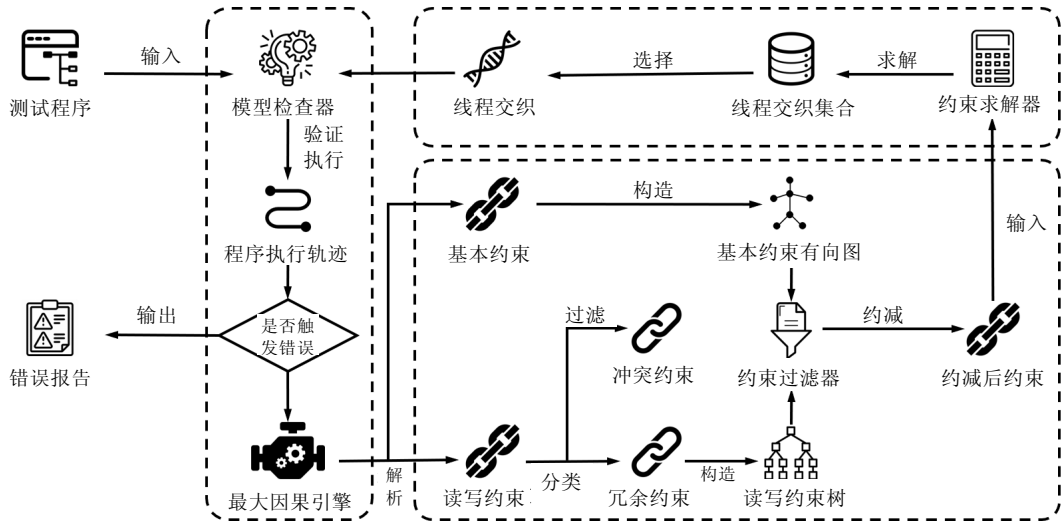 输入
选择
求解
测试程序
模型检查器
线程交织
线程交织集合
约束求解器
验证
执行
构造
输入
程序执行轨迹
基本约束
基本约束有向图
输出
是否触
发错误
过滤
约减
错误报告
冲突约束
约束过滤器
约减后约束
解
析
分类
构造
最大因果引擎
读写约束
冗余约束
读写约束树